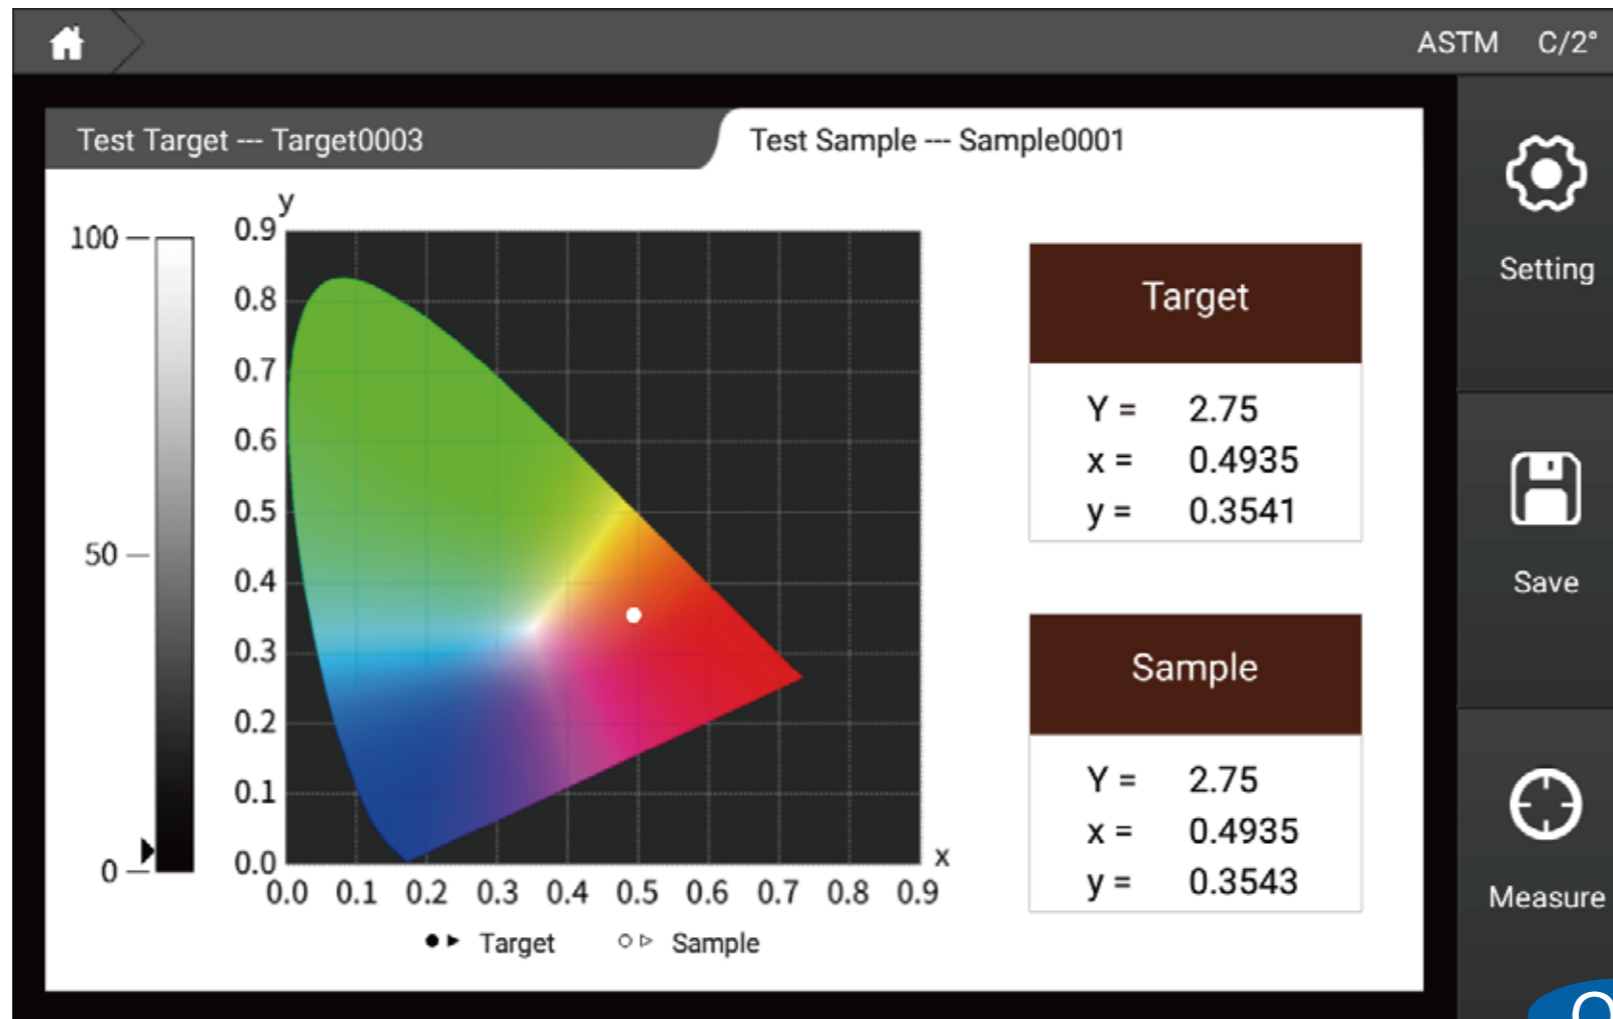 ASTM C/2°
Test Target --- Target0003
Test Sample --- Sample0001
100
50
0
y
0.9
0.8
0.7
0.6
0.5
0.4
0.3
0.2
0.1
0.0
0.0 0.1 0.2 0.3 0.4 0.5 0.6 0.7 0.8 0.9
x
Target Sample
Target
Y = 2.75
x = 0.4935
y = 0.3541
Sample
Y = 2.75
x = 0.4935
y = 0.3543
Setting
Save
Measure